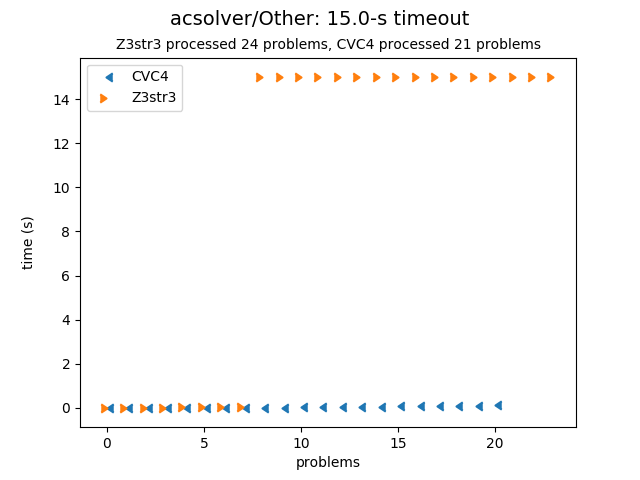 acsolver/Other: 15.0-s timeout
Z3str3 processed 24 problems, CVC4 processed 21 problems
CVC4
Z3str3
14
12
10
8
6
4
2
0
time (s)
0 5 10 15 20
problems